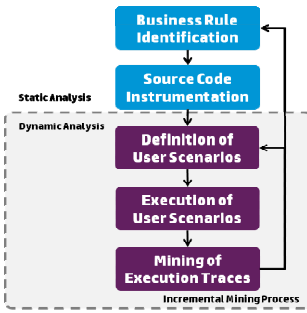 Business Rule
Identification
Source Code
Instrumentation
Static Analysis
Dynamic Analysis
Definition of
User Scenarios
Execution of
User Scenarios
Mining of
Execution Traces
Incremental Mining Process